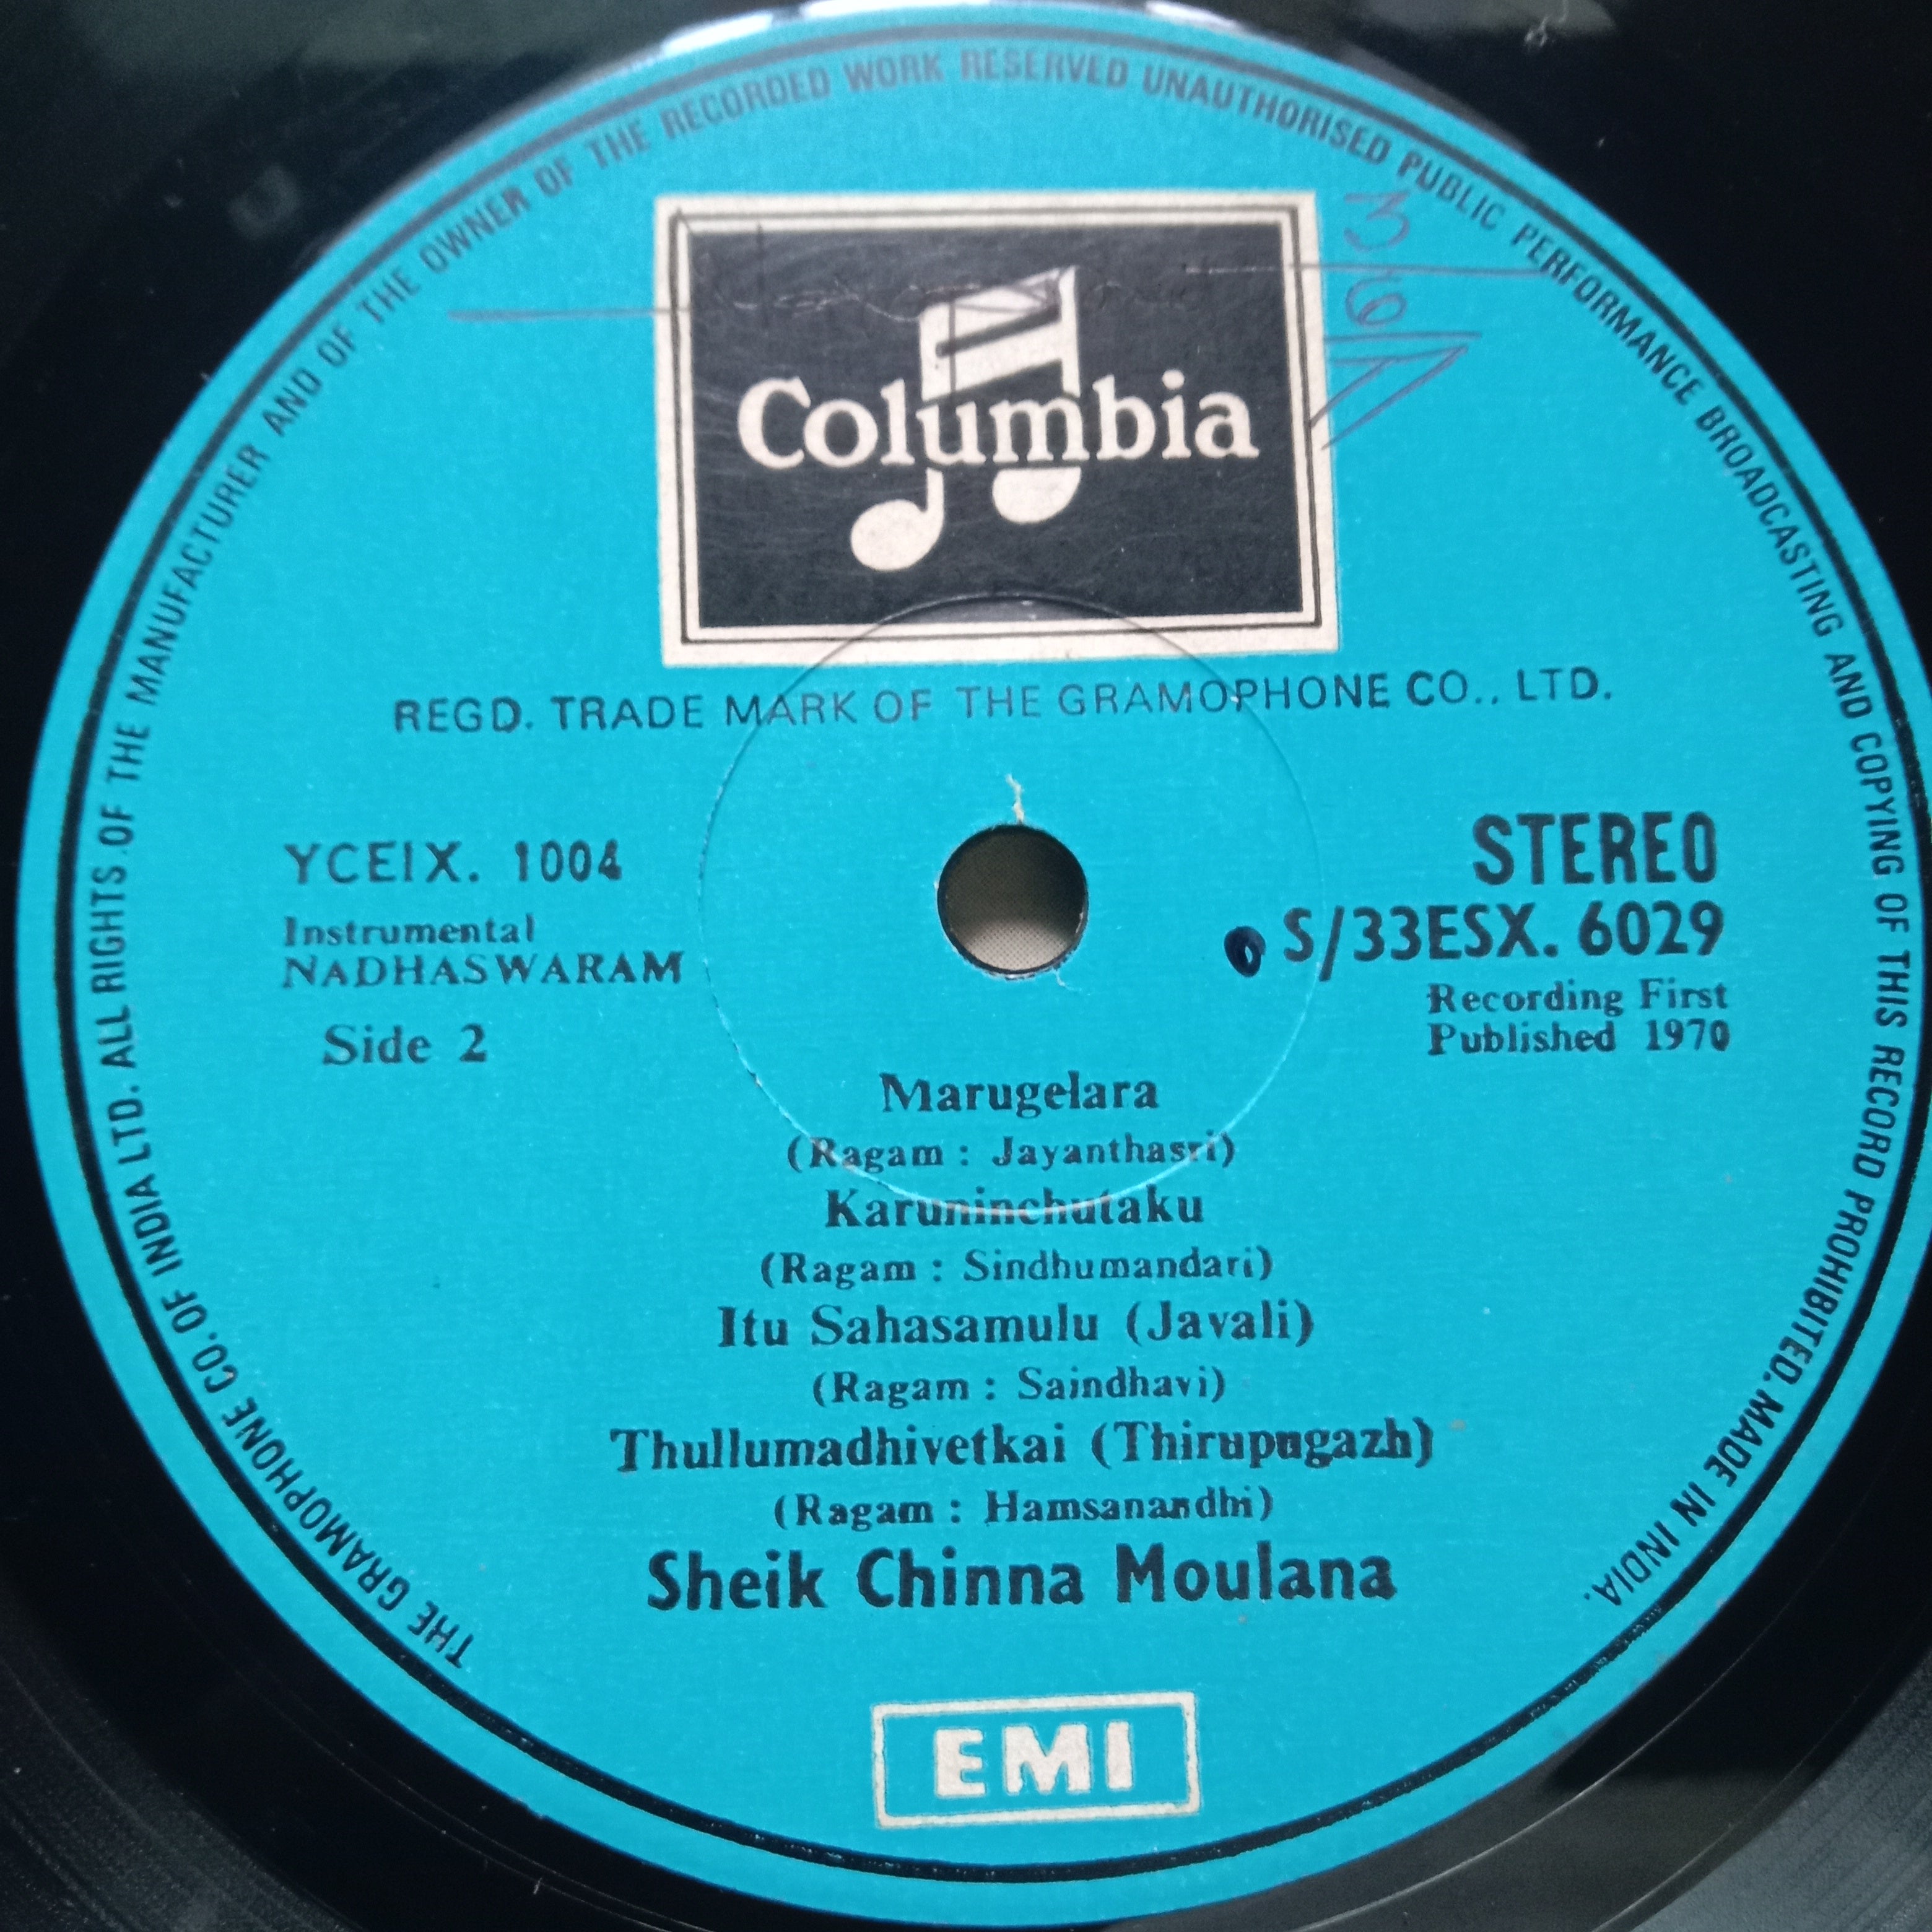 THE GRAMOPHONE CO. OF INDIA LTD. ALL RIGHTS OF THE MANUFACTURER AND OF THE OWNER OF THE RECORDED WORK RESERVED UNAUTHORISED PUBLIC PERFORMANCE BROADCASTING AND COPYING OF THIS RECORD PROHIBITED. MADE IN INDIA.
36
Columbia
REGD. TRADE MARK OF THE GRAMOPHONE CO., LTD.
YCEIX. 1004
Instrumental
NADHASWARAM
Side 2
STEREO
S/33ESX. 6029
Recording First
Published 1970
Marugelara
(Ragam : Jayanthasri)
Karuninchutaku
(Ragam : Sindhumandari)
Itu Sahasamulu (Javali)
(Ragam : Saindhavi)
Thullumadhivetkai (Thirupugazh)
(Ragam : Hamsanandhi)
Sheik Chinna Moulana
EMI